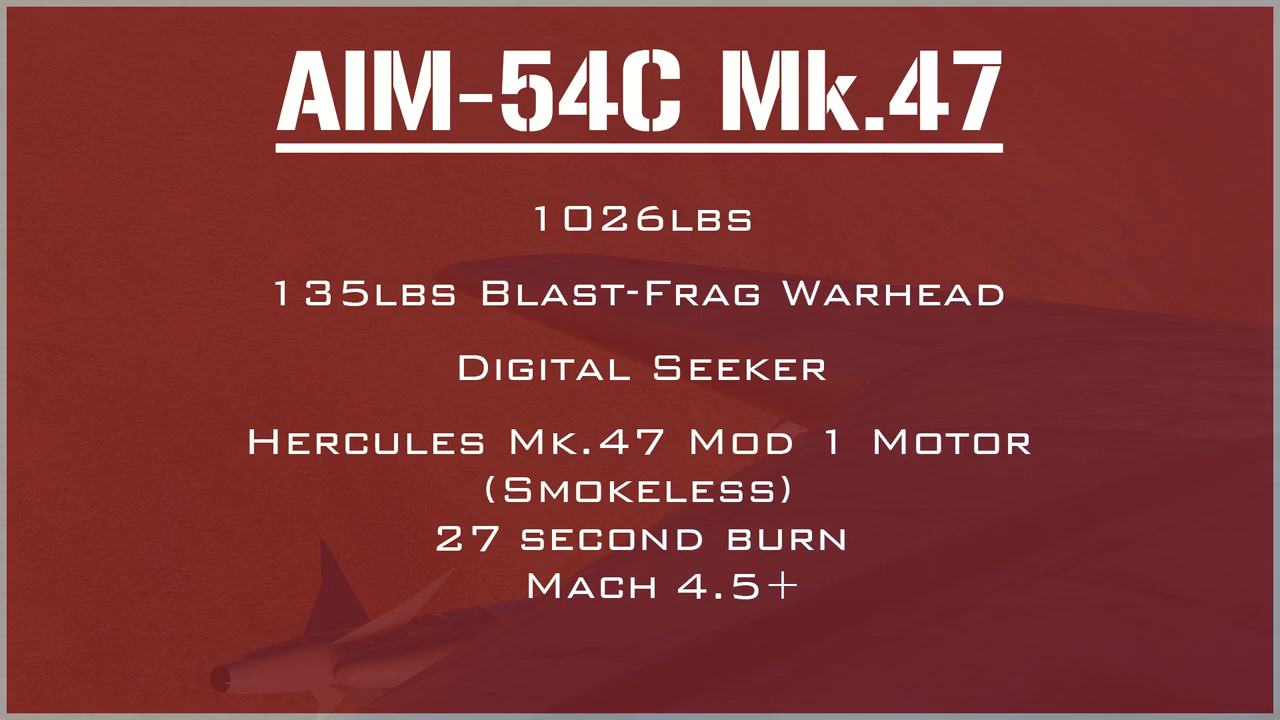 AIM-54C Mk.47
1026lbs
135lbs Blast-Frag Warhead
Digital Seeker
Hercules Mk.47 Mod 1 Motor
(Smokeless)
27 second burn
Mach 4.5+